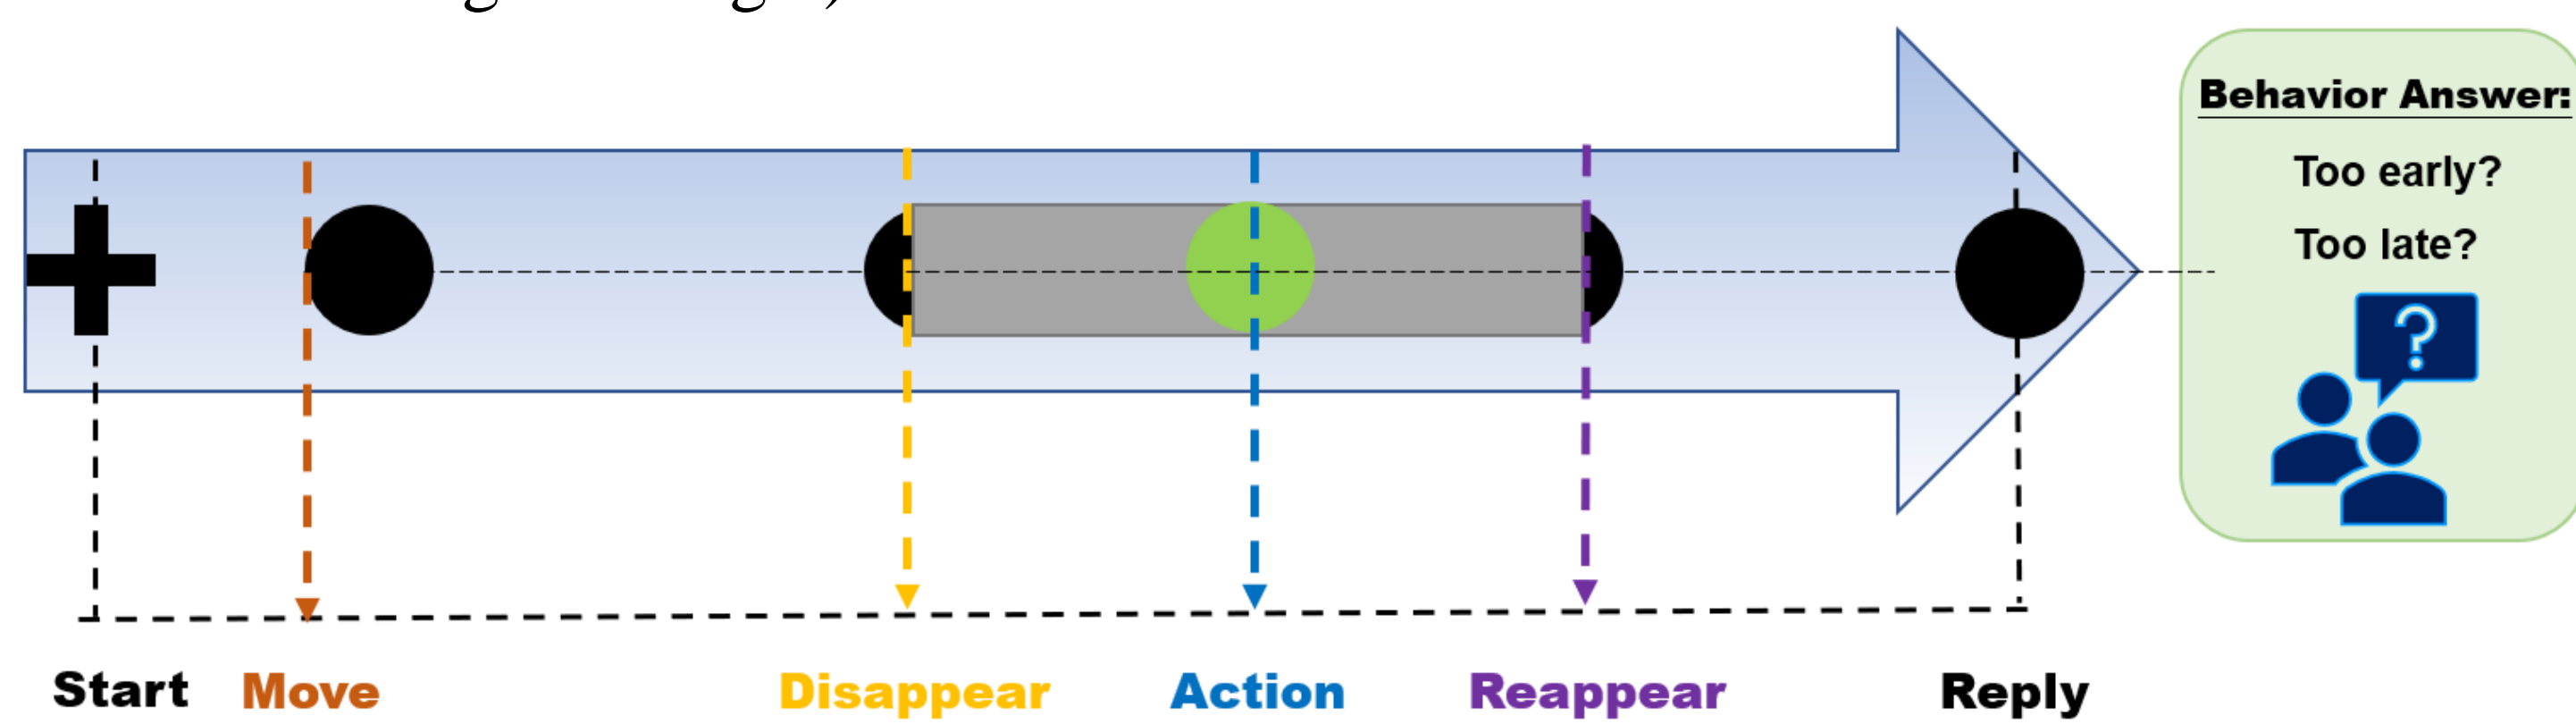 Behavior Answer:
Too early?
Too late?
?
Start Move Disappear Action Reappear Reply